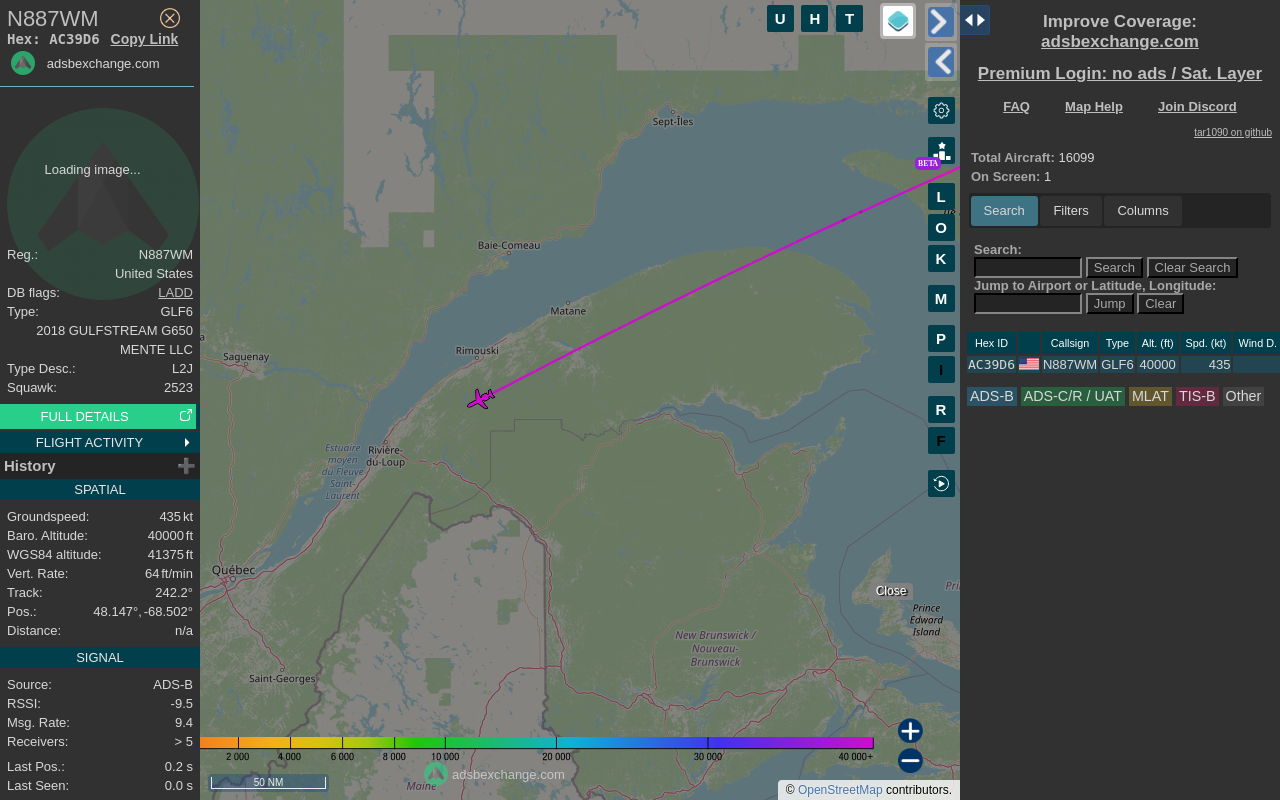 N887WM
Hex: AC39D6 Copy Link
adsbexchange.com
Loading image...
Reg.: N887WM
United States
DB flags: LADD
Type: GLF6
2018 GULFSTREAM G650
MENTE LLC
Type Desc.: L2J
Squawk: 2523
FULL DETAILS
FLIGHT ACTIVITY
History
SPATIAL
Groundspeed: 435 kt
Baro. Altitude: 40000 ft
WGS84 altitude: 41375 ft
Vert. Rate: 64 ft/min
Track: 242.2°
Pos.: 48.147°, -68.502°
Distance: n/a
SIGNAL
Source: ADS-B
RSSI: -9.5
Msg. Rate: 9.4
Receivers: > 5
Last Pos.: 0.2 s
Last Seen: 0.0 s
U H T
Sept-Îles
BETA
L
O
K
M
P
I
R
F
Baie-Comeau
Matane
Rimouski
Saguenay
Estuaire
moyen
du Fleuve
Saint-
Laurent
Rivière-
du-Loup
Québec
Saint-Georges
New Brunswick /
Nouveau-
Brunswick
Close
Prince
Edward
Island
2 000 4 000 6 000 8 000 10 000 20 000 30 000 40 000+
adsbexchange.com
50 NM
Maine
© OpenStreetMap contributors.
Improve Coverage:
adsbexchange.com
Premium Login: no ads / Sat. Layer
FAQ Map Help Join Discord
tar1090 on github
Total Aircraft: 16099
On Screen: 1
Search Filters Columns
Search:
Search Clear Search
Jump to Airport or Latitude, Longitude:
Jump Clear
Hex ID Callsign Type Alt. (ft) Spd. (kt) Wind D.
AC39D6 N887WM GLF6 40000 435
ADS-B ADS-C/R / UAT MLAT TIS-B Other